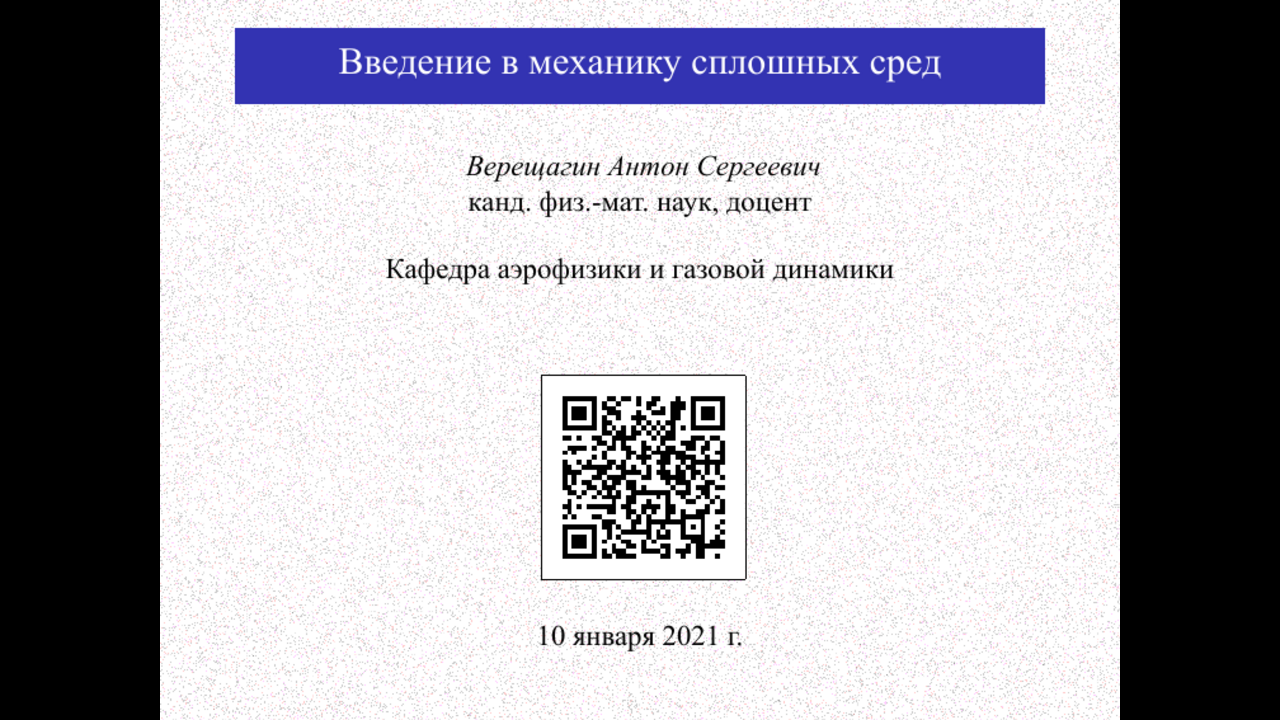 Введение в механику сплошных сред
Верещагин Антон Сергеевич
канд. физ.-мат. наук, доцент
Кафедра аэрофизики и газовой динамики
10 января 2021 г.